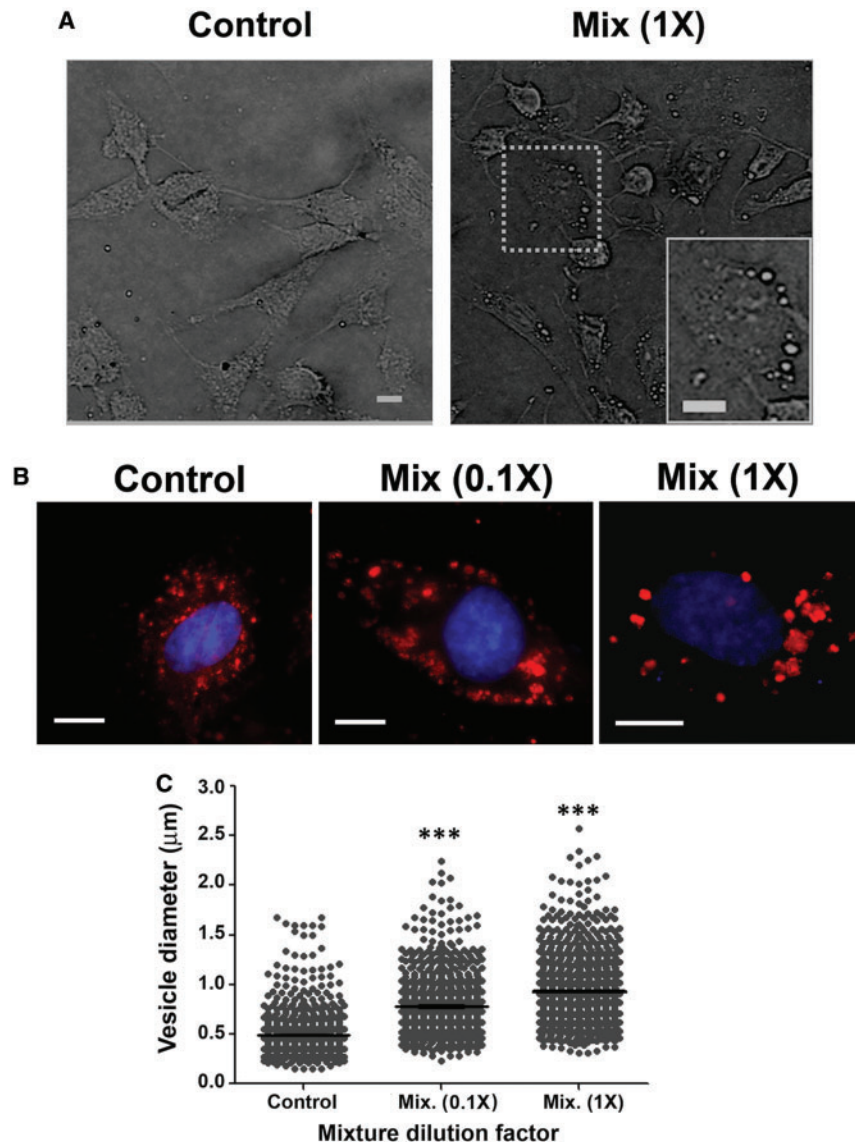 A
Control Mix (1X)
B
Control Mix (0.1X) Mix (1X)
C
3.0
2.5
2.0
1.5
1.0
0.5
0.0
Vesicle diameter (μm)
*** ***
Control Mix. (0.1X) Mix. (1X)
Mixture dilution factor